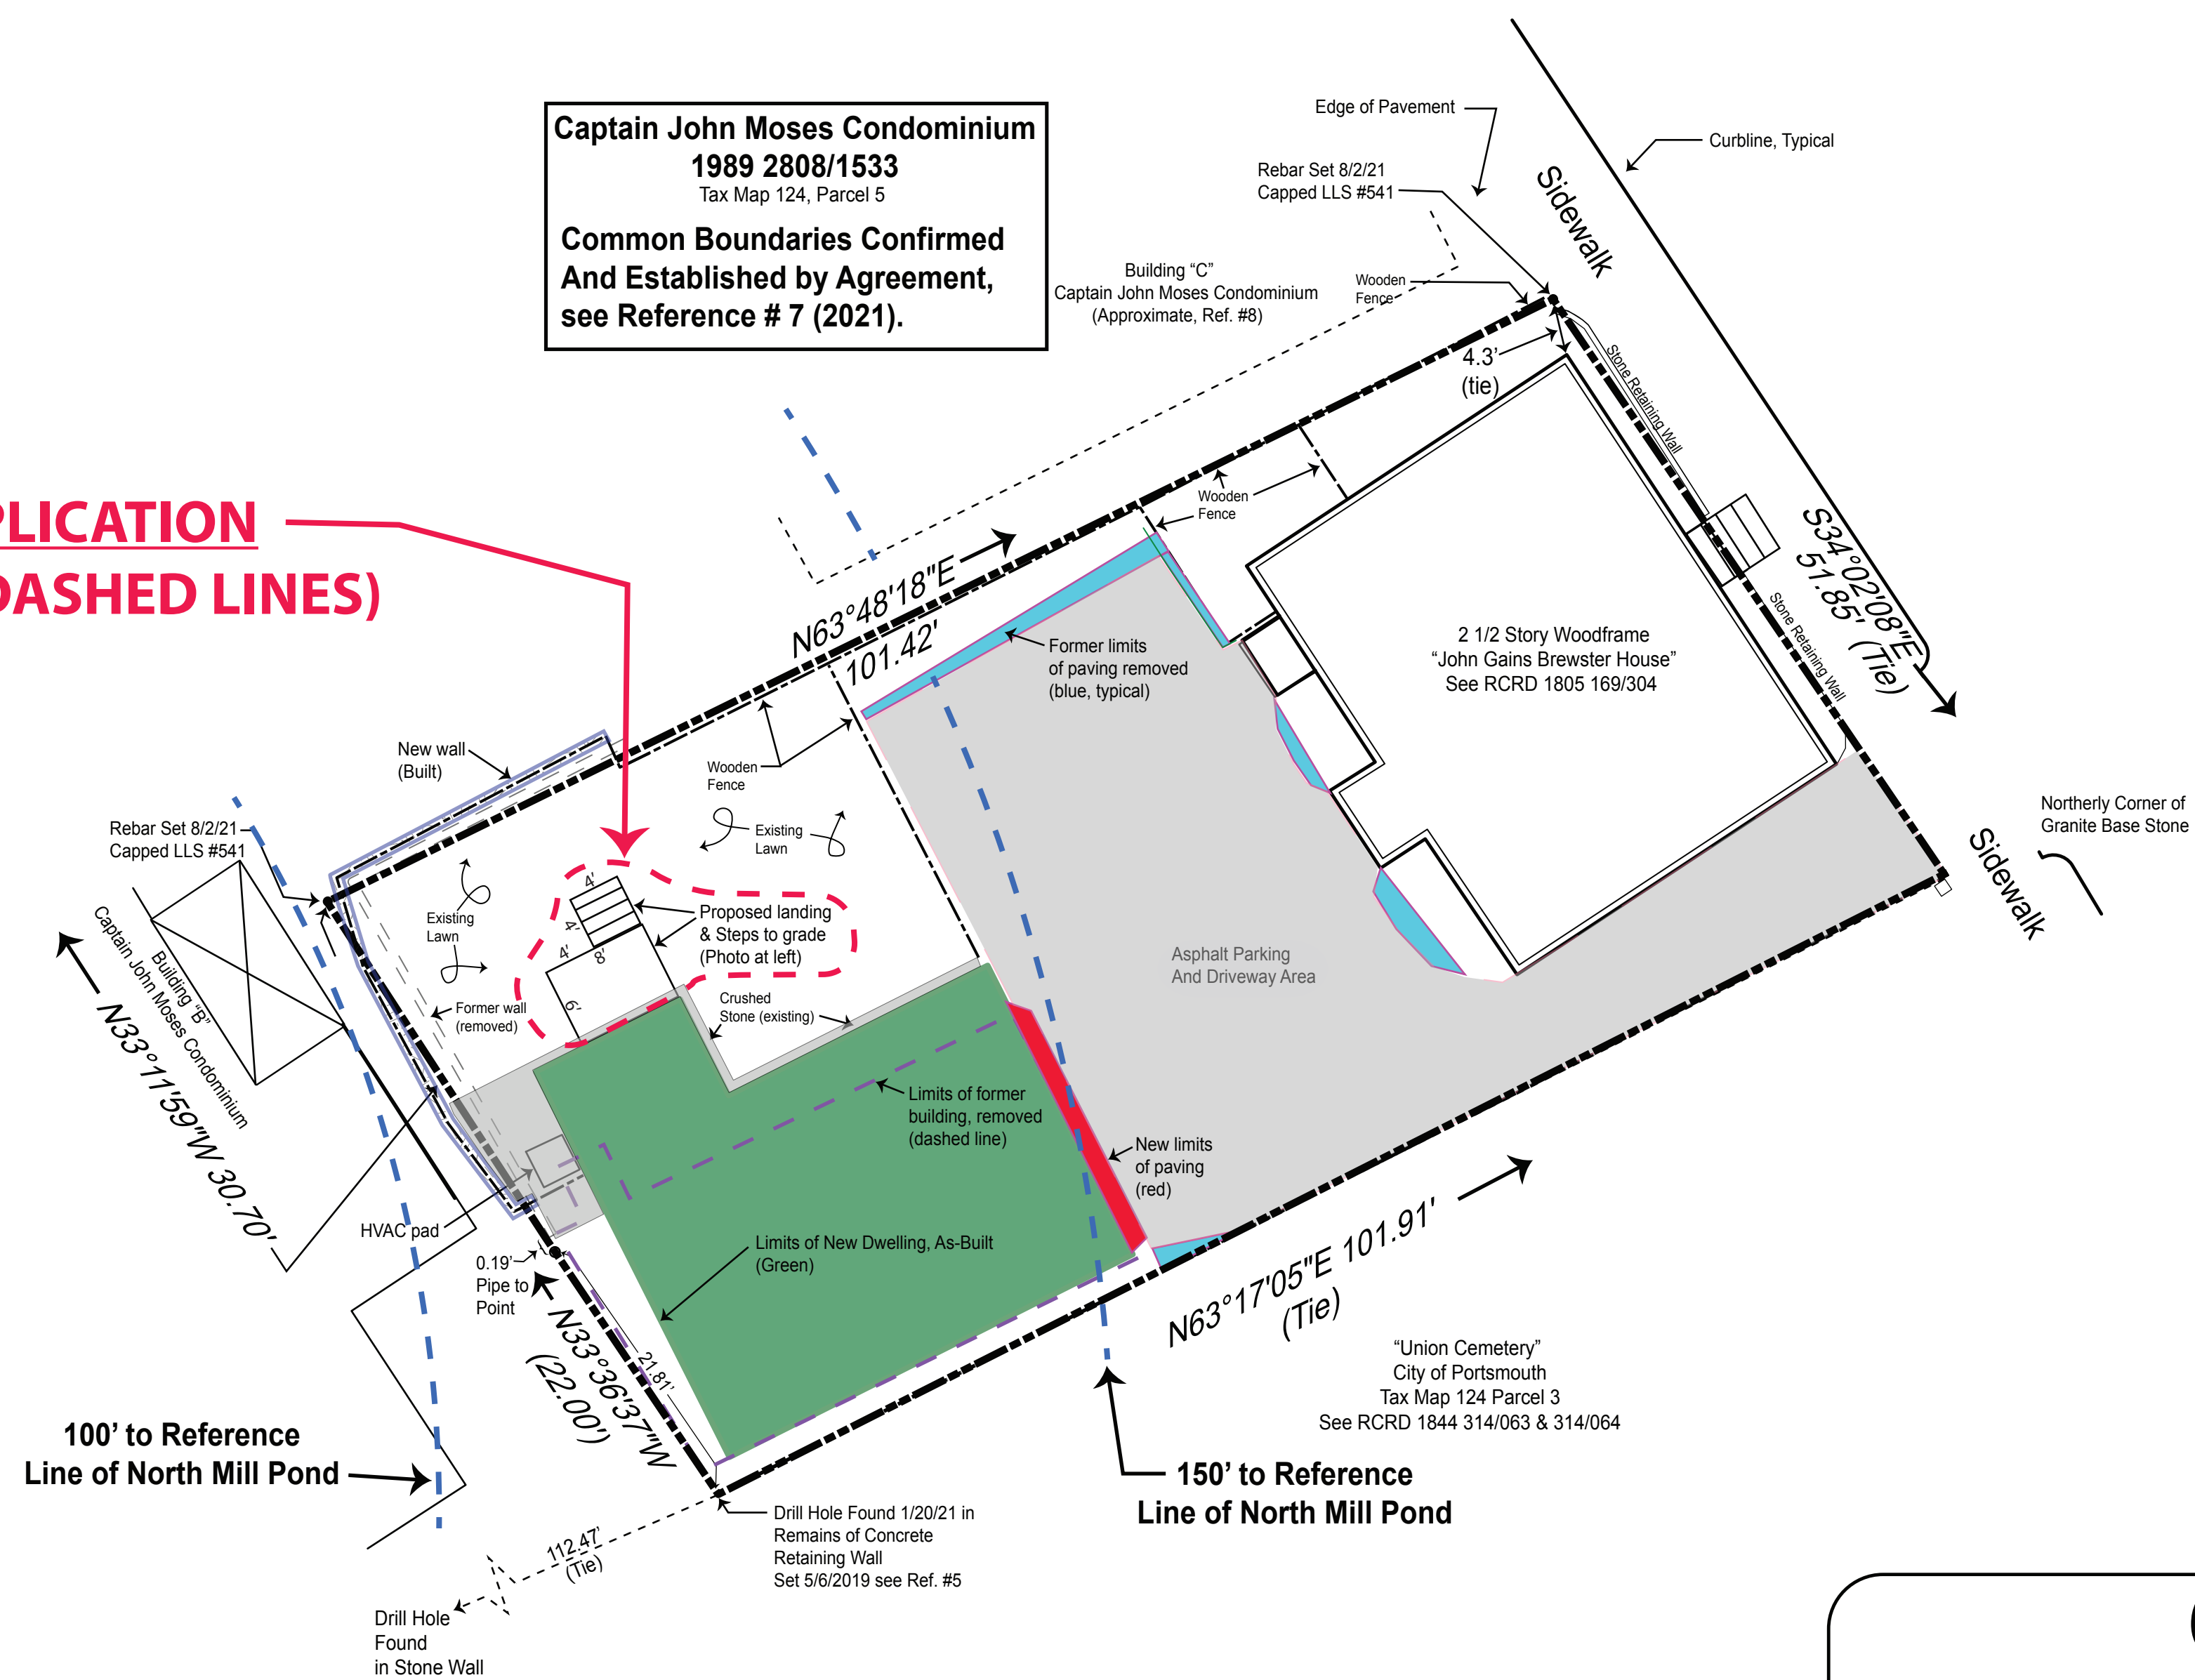 Captain John Moses Condominium
1989 2808/1533
Tax Map 124, Parcel 5
Common Boundaries Confirmed
And Established by Agreement,
see Reference # 7 (2021).
Edge of Pavement
Curbline, Typical
Rebar Set 8/2/21
Capped LLS #541
Sidewalk
Building “C”
Captain John Moses Condominium
(Approximate, Ref. #8)
Wooden
Fence
4.3'
(tie)
Stone Retaining Wall
PLICATION
DASHED LINES)
Wooden
Fence
S34°02'08"E
51.85' (Tie)
N63°48'18"E
101.42'
Former limits
of paving removed
(blue, typical)
2 1/2 Story Woodframe
“John Gains Brewster House”
See RCRD 1805 169/304
Stone Retaining Wall
New wall
(Built)
Wooden
Fence
Rebar Set 8/2/21
Capped LLS #541
Existing
Lawn
Northerly Corner of
Granite Base Stone
Sidewalk
4'
4'
4'
8'
6'
Proposed landing
& Steps to grade
(Photo at left)
Existing
Lawn
Building “B”
Captain John Moses Condominium
Former wall
(removed)
Crushed
Stone (existing)
Asphalt Parking
And Driveway Area
N33°11'59"W 30.70'
Limits of former
building, removed
(dashed line)
New limits
of paving
(red)
HVAC pad
Limits of New Dwelling, As-Built
(Green)
0.19'
Pipe to
Point
N63°17'05"E 101.91'
(Tie)
N33°36'37"W
(22.00')
21.81'
“Union Cemetery”
City of Portsmouth
Tax Map 124 Parcel 3
See RCRD 1844 314/063 & 314/064
100’ to Reference
Line of North Mill Pond
150’ to Reference
Line of North Mill Pond
Drill Hole Found 1/20/21 in
Remains of Concrete
Retaining Wall
Set 5/6/2019 see Ref. #5
112.47'
(Tie)
Drill Hole
Found
in Stone Wall